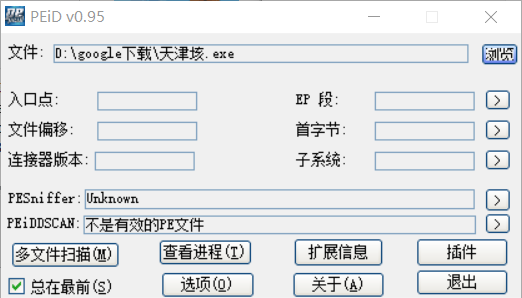 PEiD v0.95
文件: D:\google下载\天津垓.exe 浏览
入口点: EP 段: >
文件偏移: 首字节: >
连接器版本: 子系统: >
PESniffer: Unknown >
PEiDDSCAN: 不是有效的PE文件 >
多文件扫描(M) 查看进程(T) 扩展信息 插件
总在最前(S) 选项(O) 关于(A) 退出